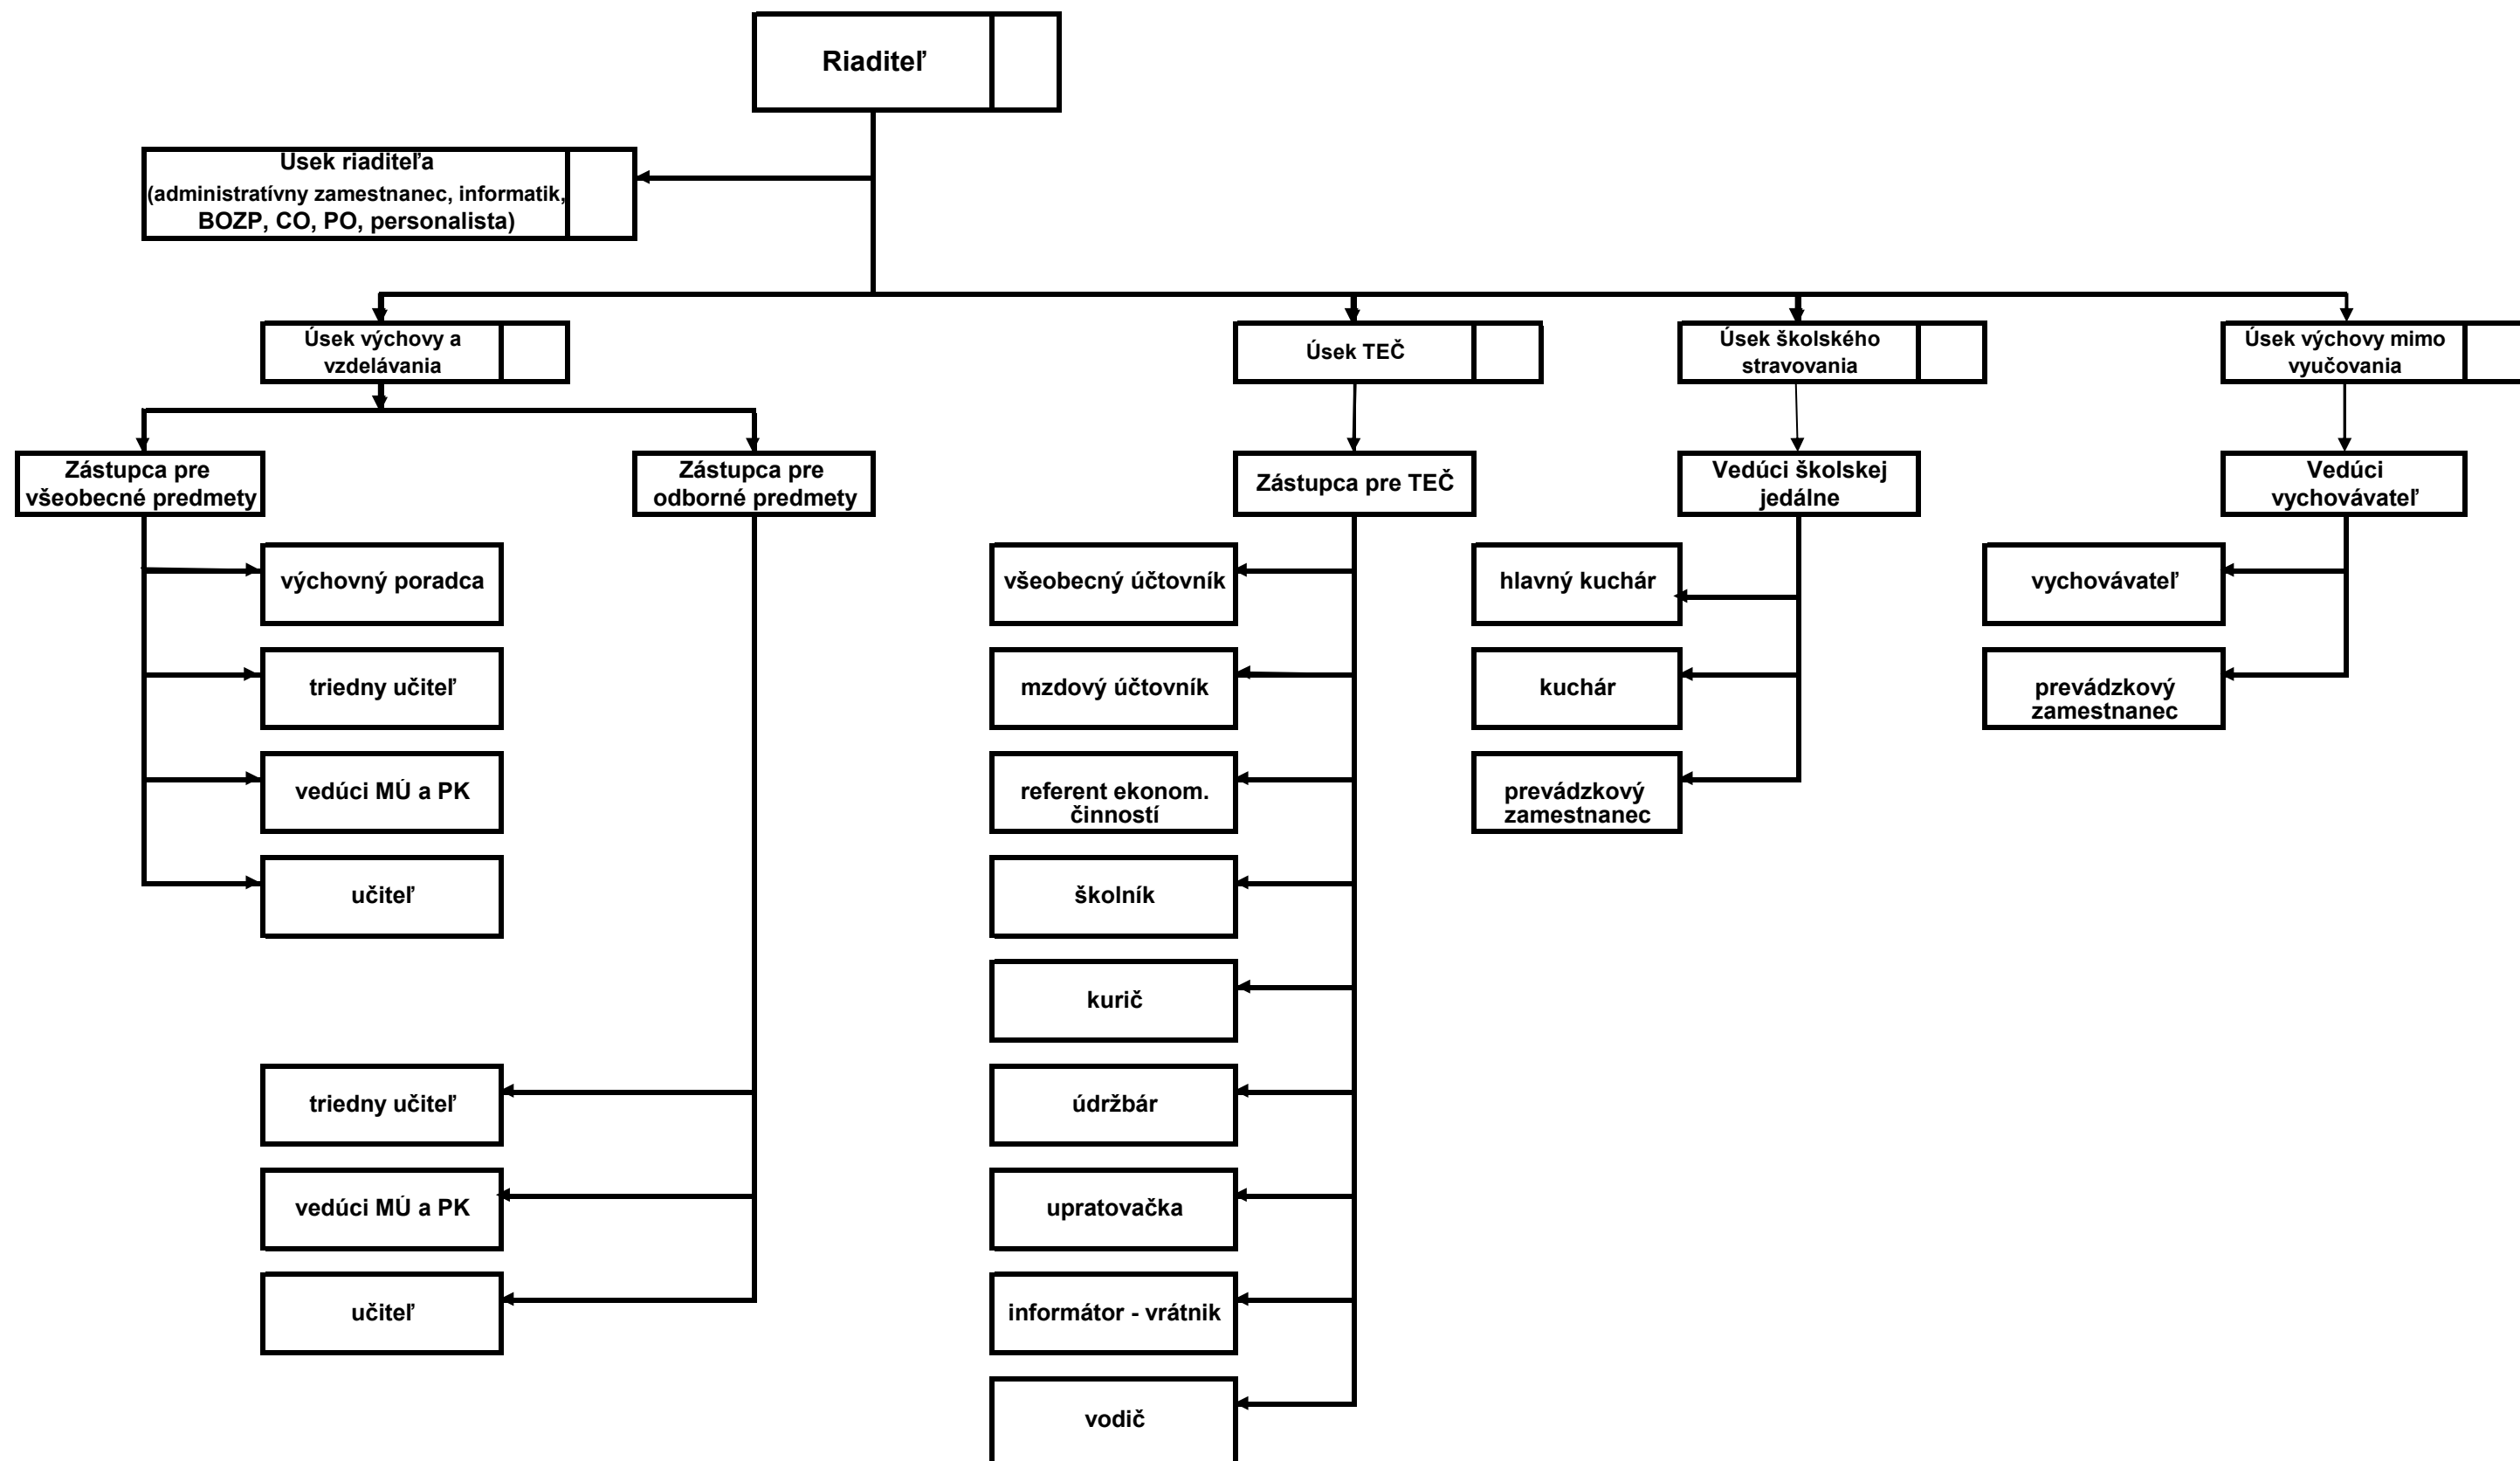 Riaditeľ
Úsek riaditeľa
(administratívny zamestnanec, informatik,
BOZP, CO, PO, personalista)
Úsek výchovy a
vzdelávania
Úsek TEČ
Úsek školského
stravovania
Úsek výchovy mimo
vyučovania
Zástupca pre
všeobecné predmety
Zástupca pre
odborné predmety
Zástupca pre TEČ
Vedúci školskej
jedálne
Vedúci
vychovávateľ
výchovný poradca
všeobecný účtovník
hlavný kuchár
vychovávateľ
triedny učiteľ
mzdový účtovník
kuchár
prevádzkový
zamestnanec
vedúci MÚ a PK
referent ekonom.
činností
prevádzkový
zamestnanec
učiteľ
školník
kurič
triedny učiteľ
údržbár
vedúci MÚ a PK
upratovačka
učiteľ
informátor - vrátnik
vodič